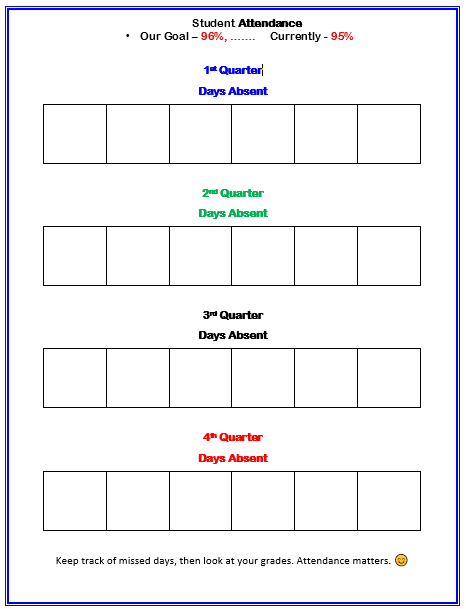 Student Attendance
• Our Goal – 96%, ……. Currently - 95%
1st Quarter
Days Absent
2nd Quarter
Days Absent
3rd Quarter
Days Absent
4th Quarter
Days Absent
Keep track of missed days, then look at your grades. Attendance matters. 😊